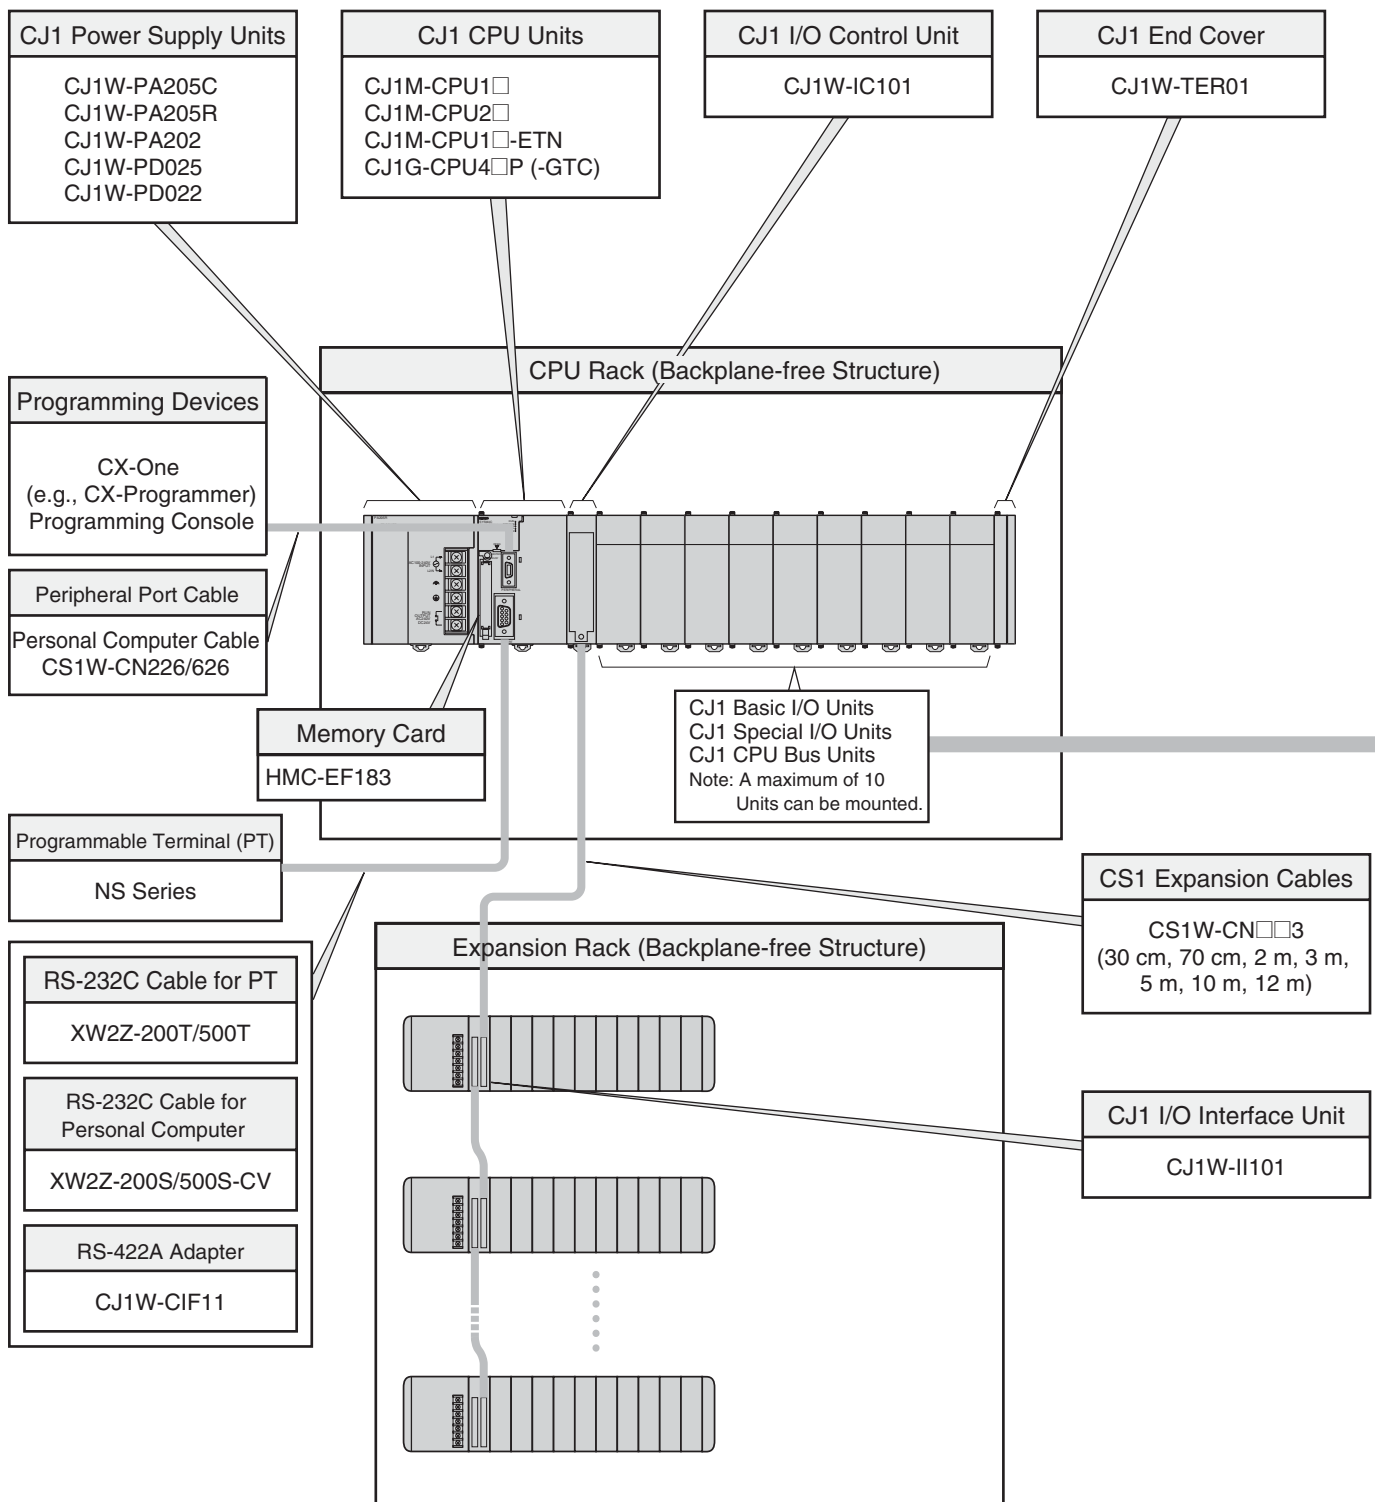 CJ1 Power Supply Units
CJ1W-PA205C
CJ1W-PA205R
CJ1W-PA202
CJ1W-PD025
CJ1W-PD022
CJ1 CPU Units
CJ1M-CPU1□
CJ1M-CPU2□
CJ1M-CPU1□-ETN
CJ1G-CPU4□P (-GTC)
CJ1 I/O Control Unit
CJ1W-IC101
CJ1 End Cover
CJ1W-TER01
CPU Rack (Backplane-free Structure)
Programming Devices
CX-One
(e.g., CX-Programmer)
Programming Console
Peripheral Port Cable
Personal Computer Cable
CS1W-CN226/626
Memory Card
HMC-EF183
CJ1 Basic I/O Units
CJ1 Special I/O Units
CJ1 CPU Bus Units
Note: A maximum of 10
Units can be mounted.
Programmable Terminal (PT)
NS Series
CS1 Expansion Cables
CS1W-CN□□3
(30 cm, 70 cm, 2 m, 3 m,
5 m, 10 m, 12 m)
Expansion Rack (Backplane-free Structure)
RS-232C Cable for PT
XW2Z-200T/500T
RS-232C Cable for
Personal Computer
XW2Z-200S/500S-CV
RS-422A Adapter
CJ1W-CIF11
CJ1 I/O Interface Unit
CJ1W-II101